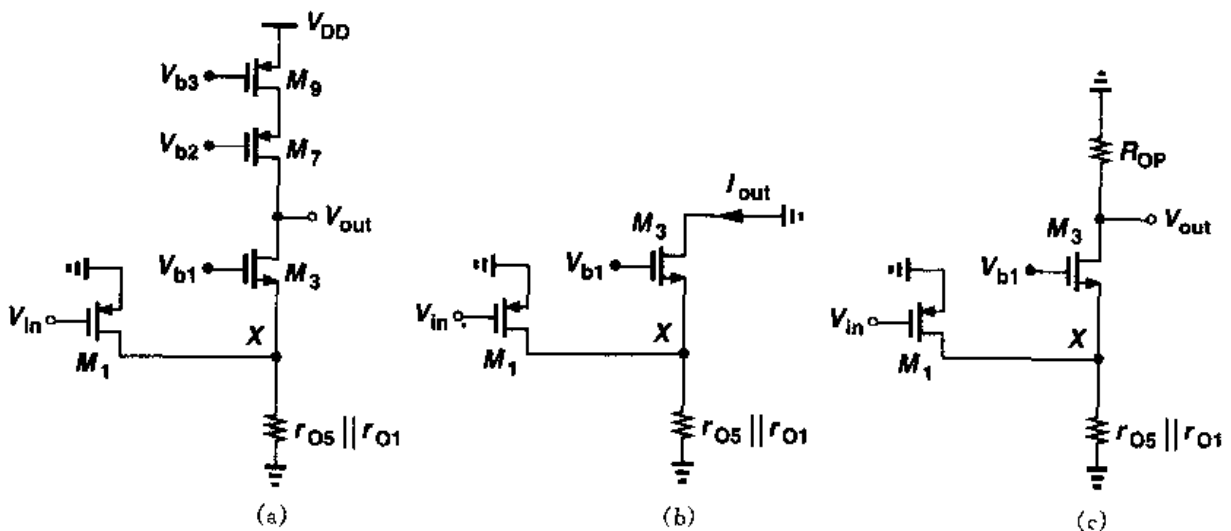 V_DD
V_b3
M_9
V_b2
M_7
V_out
V_b1
M_3
V_in
M_1
X
r_O5 || r_O1
(a)
I_out
M_3
V_b1
V_in
M_1
X
r_O5 || r_O1
(b)
R_OP
V_out
M_3
V_b1
V_in
M_1
X
r_O5 || r_O1
(c)